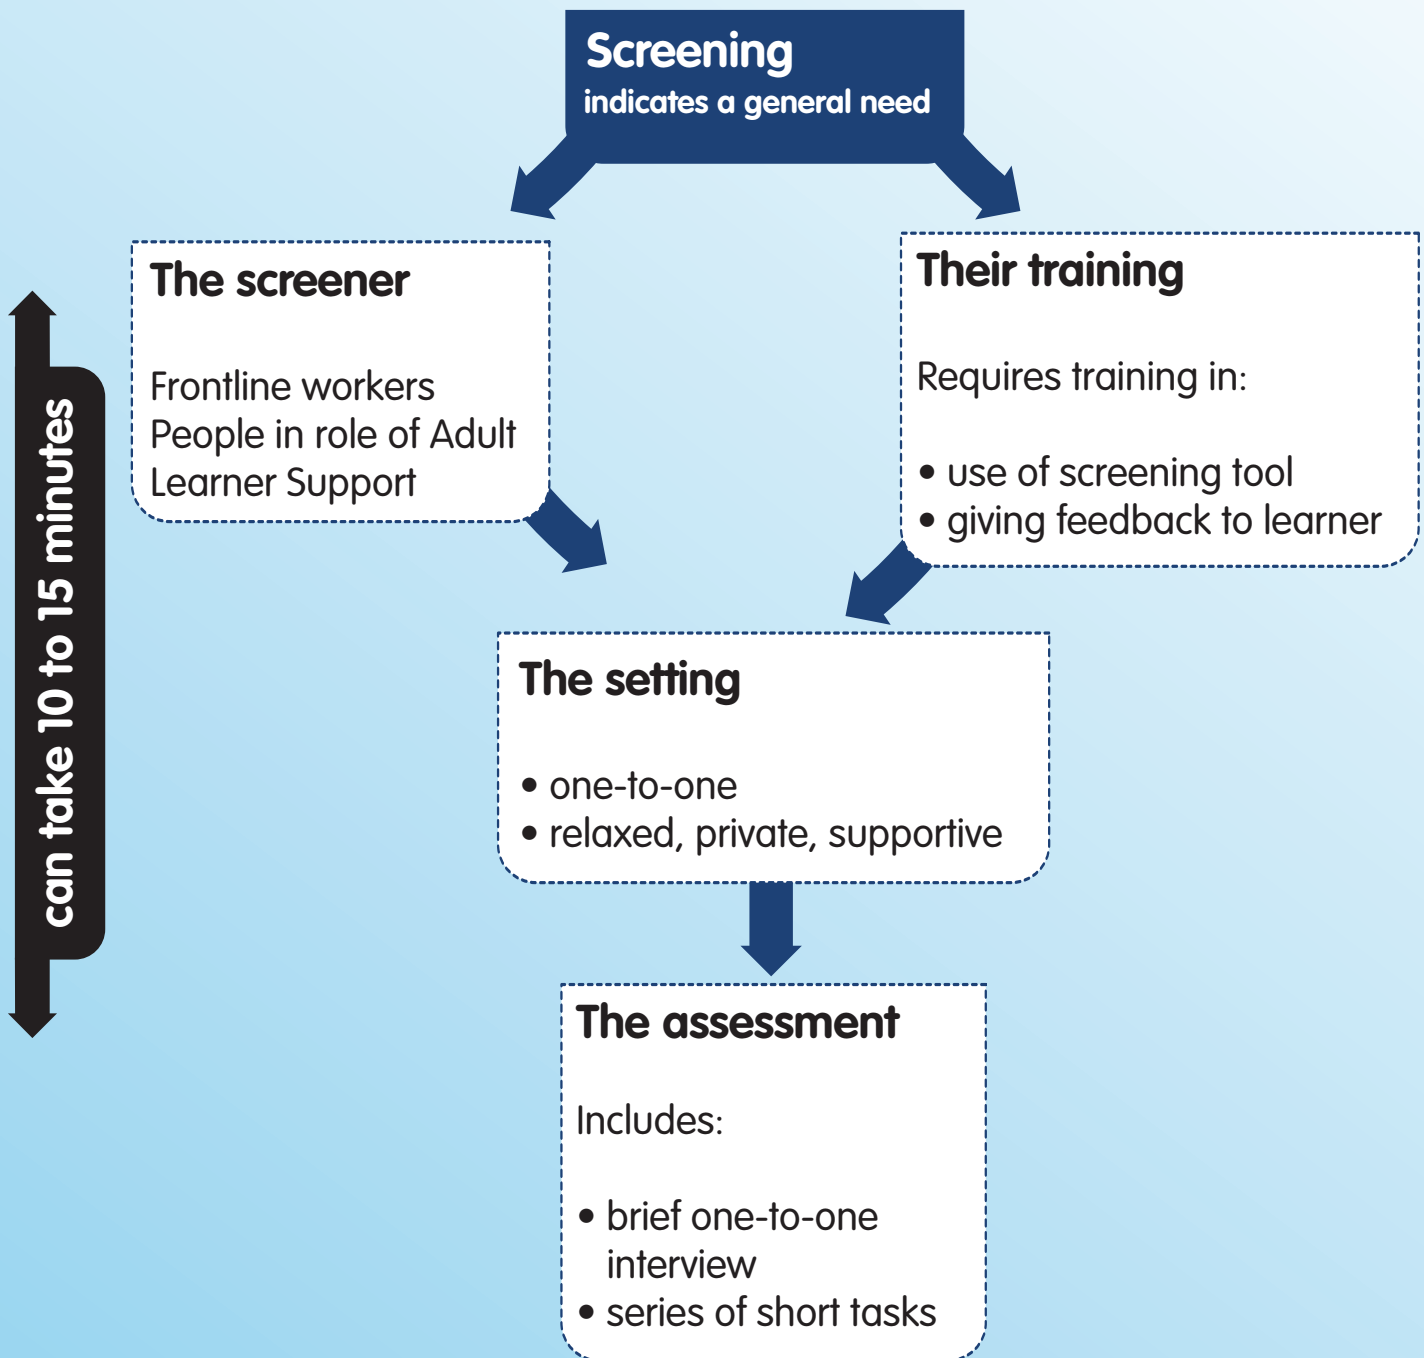 Screening
indicates a general need
The screener
Frontline workers
People in role of Adult
Learner Support
Their training
Requires training in:
• use of screening tool
• giving feedback to learner
can take 10 to 15 minutes
The setting
• one-to-one
• relaxed, private, supportive
The assessment
Includes:
• brief one-to-one
interview
• series of short tasks